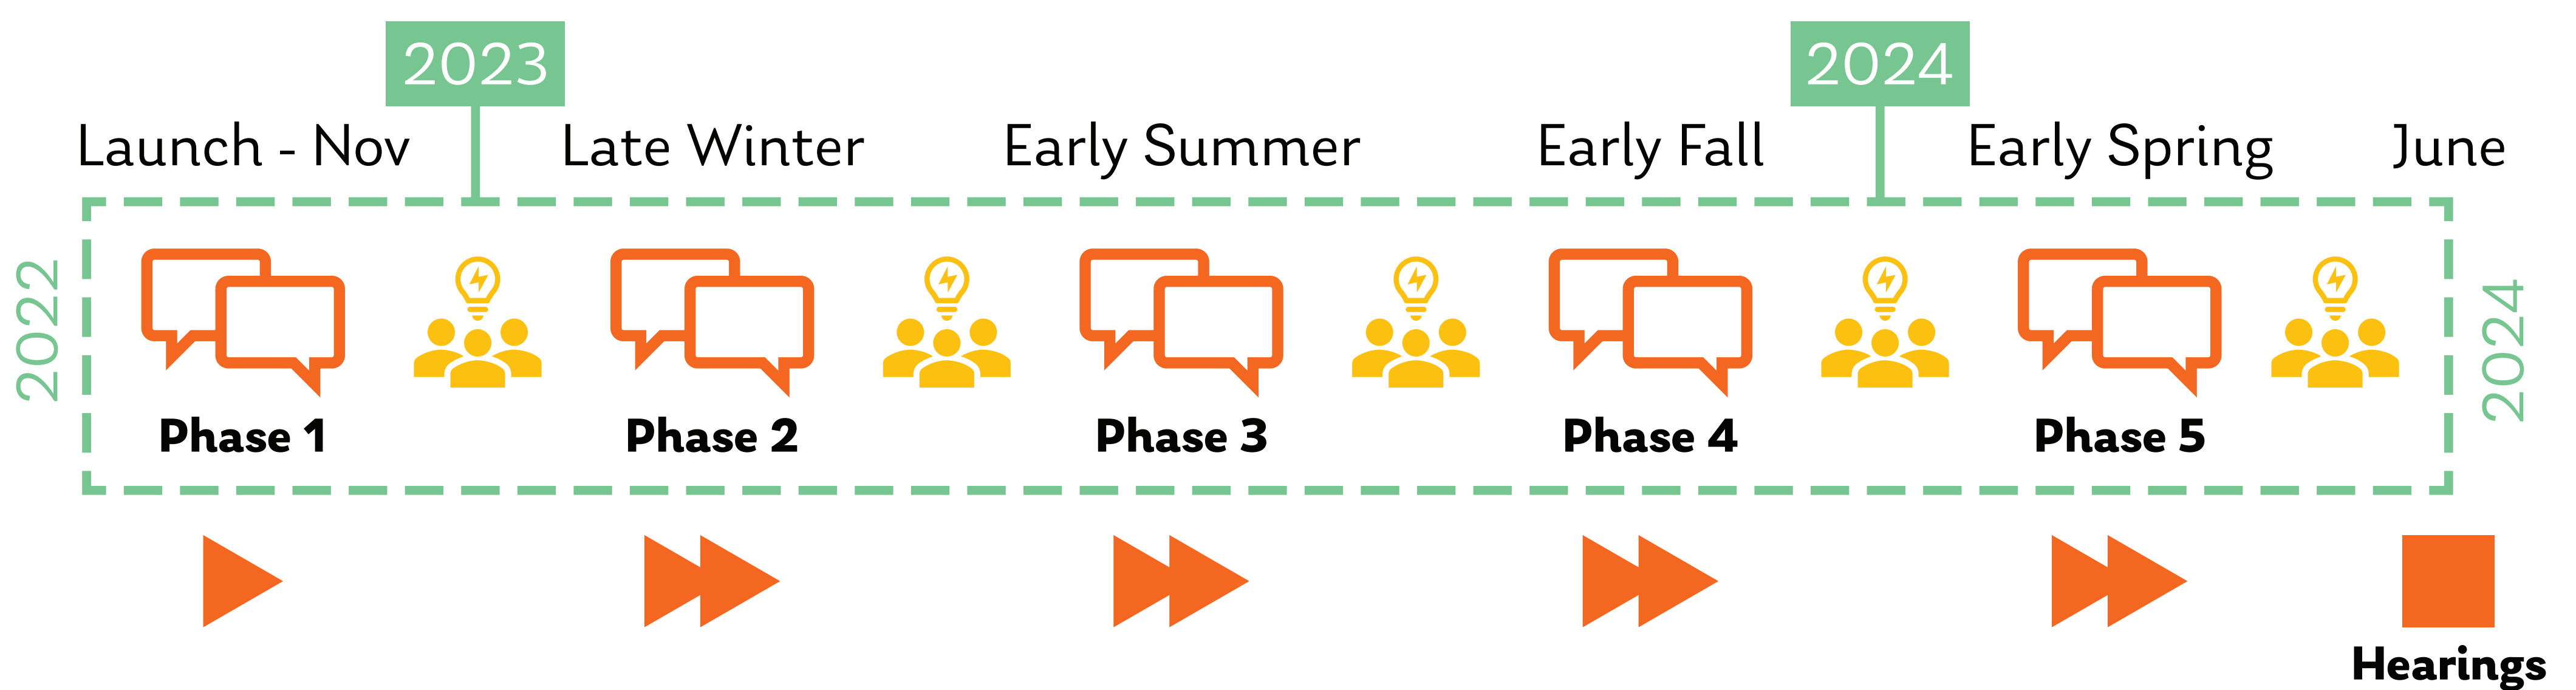 2023
2024
Launch - Nov
Late Winter
Early Summer
Early Fall
Early Spring
June
2022
2024
Phase 1
Phase 2
Phase 3
Phase 4
Phase 5
Hearings